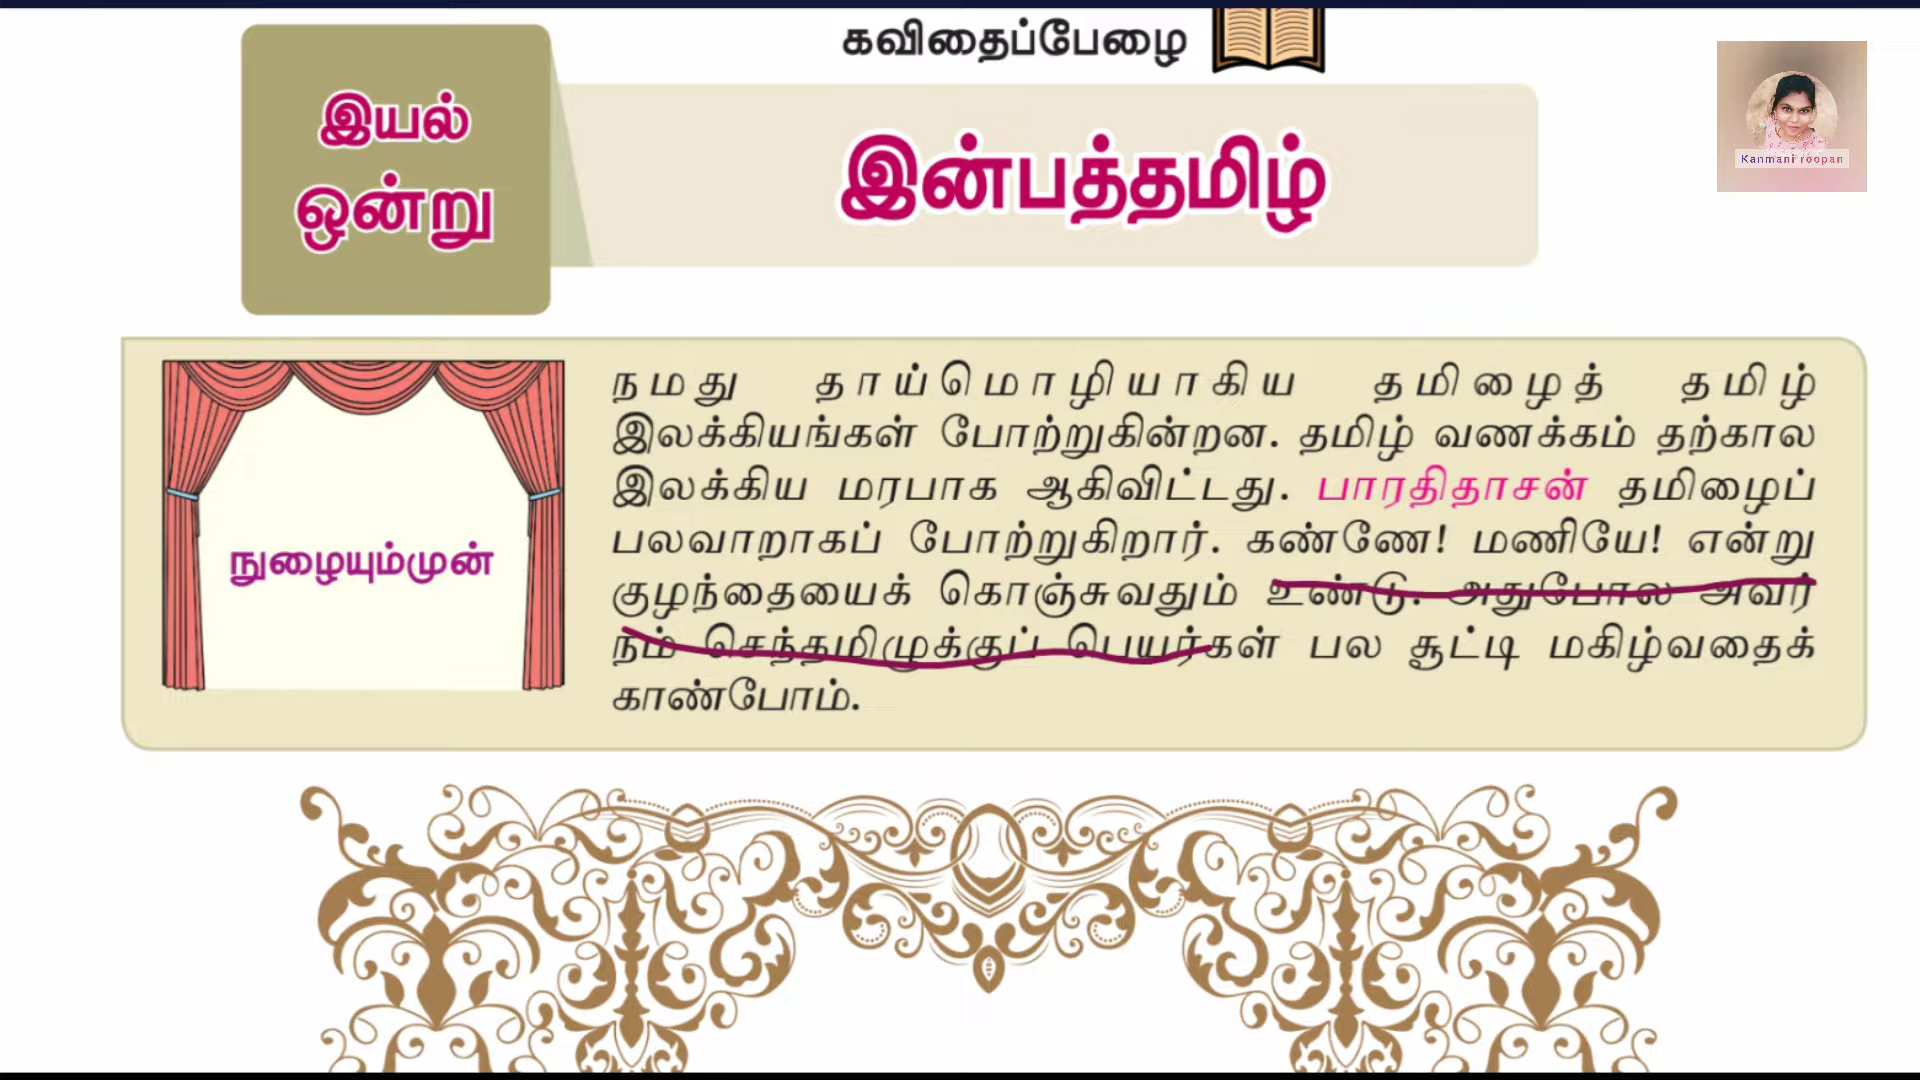 கவிதைப்பேழை
இயல்
ஒன்று
இன்பத்தமிழ்
Kanmani roopan
நுழையும்முன்
நமது தாய்மொழியாகிய தமிழைத் தமிழ்
இலக்கியங்கள் போற்றுகின்றன. தமிழ் வணக்கம் தற்கால
இலக்கிய மரபாக ஆகிவிட்டது. பாரதிதாசன் தமிழைப்
பலவாறாகப் போற்றுகிறார். கண்ணே! மணியே! என்று
குழந்தையைக் கொஞ்சுவதும் உண்டு. அதுபோல அவர்
நம் செந்தமிழுக்குப் பெயர்கள் பல சூட்டி மகிழ்வதைக்
காண்போம்.